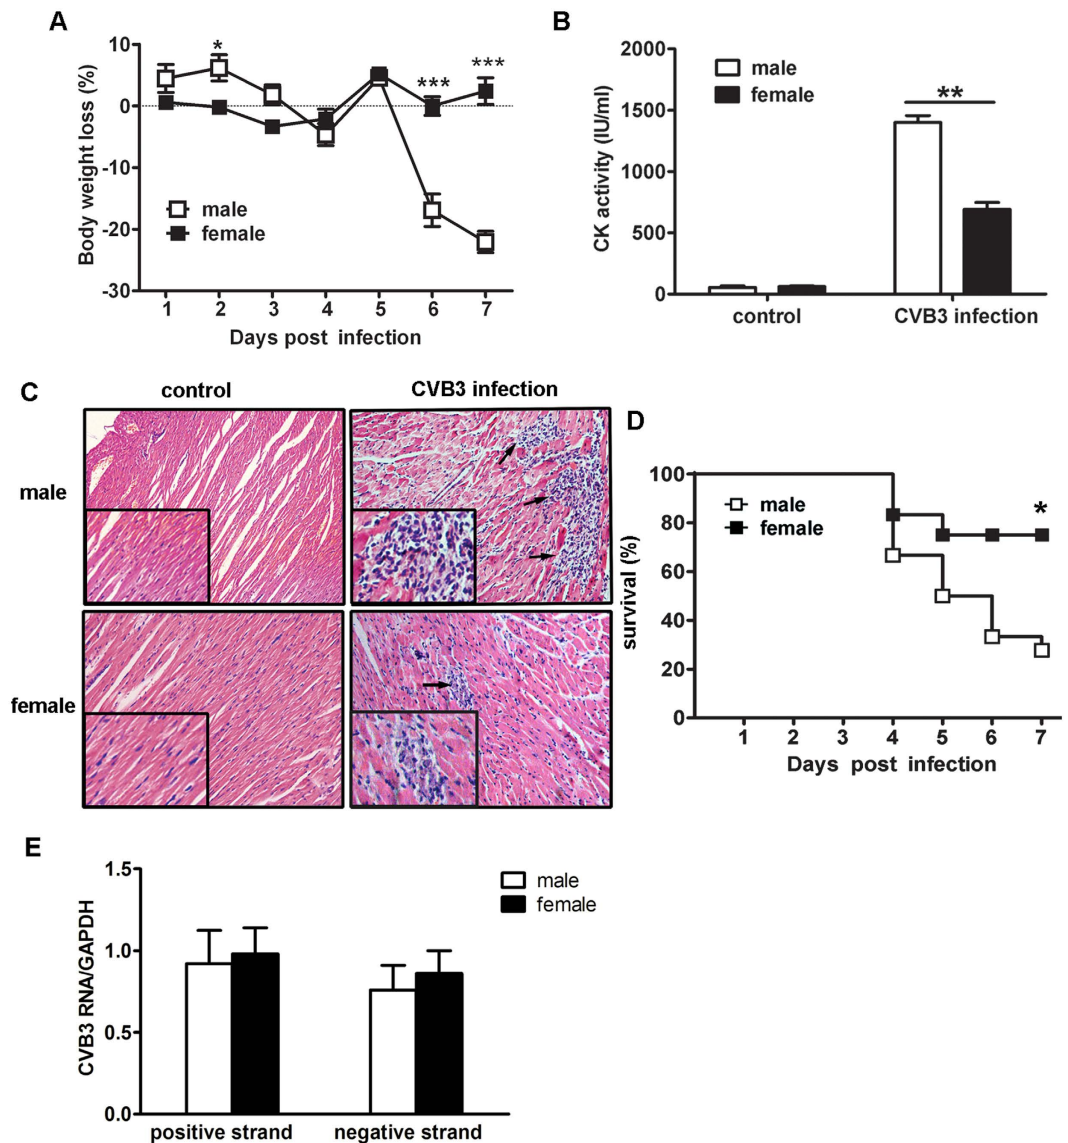 A
Body weight loss (%)
10
0
-10
-20
-30
*
***
***
male
female
1 2 3 4 5 6 7
Days post infection
B
CK activity (IU/ml)
2000
1500
1000
500
0
male
female
**
control CVB3 infection
C
control CVB3 infection
male
female
D
survival (%)
100
80
60
40
20
0
male
female
*
1 2 3 4 5 6 7
Days post infection
E
CVB3 RNA/GAPDH
1.5
1.0
0.5
0.0
male
female
positive strand negative strand